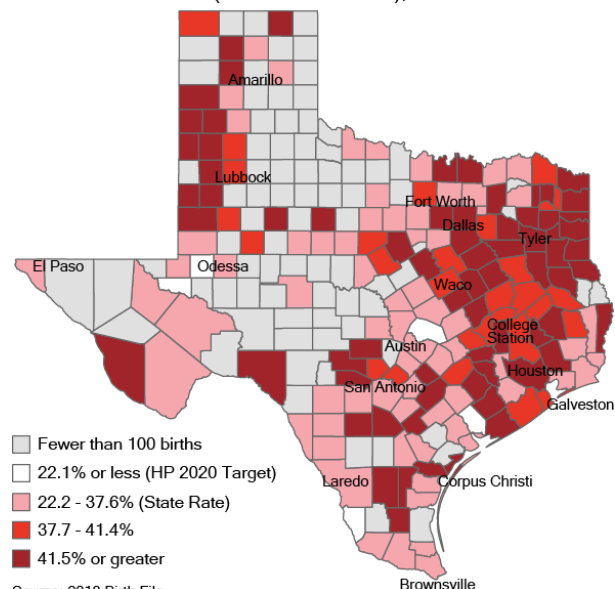 Amarillo
Lubbock
Fort Worth
Dallas
Tyler
El Paso
Odessa
Waco
College
Station
Austin
Houston
San Antonio
Galveston
Laredo
Corpus Christi
Brownsville
Fewer than 100 births
22.1% or less (HP 2020 Target)
22.2 - 37.6% (State Rate)
37.7 - 41.4%
41.5% or greater